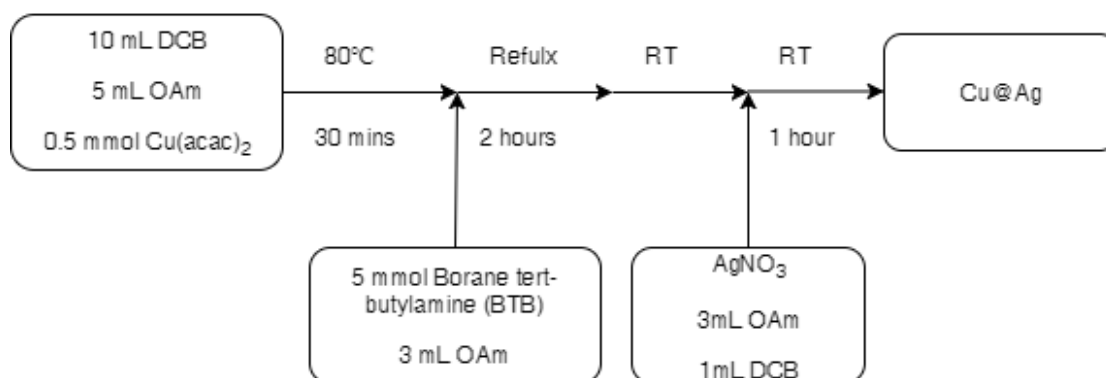 10 mL DCB
5 mL OAm
0.5 mmol Cu(acac)₂
80°C
30 mins
Refulx
2 hours
RT
RT
1 hour
Cu@Ag
5 mmol Borane tert-
butylamine (BTB)
3 mL OAm
AgNO₃
3mL OAm
1mL DCB